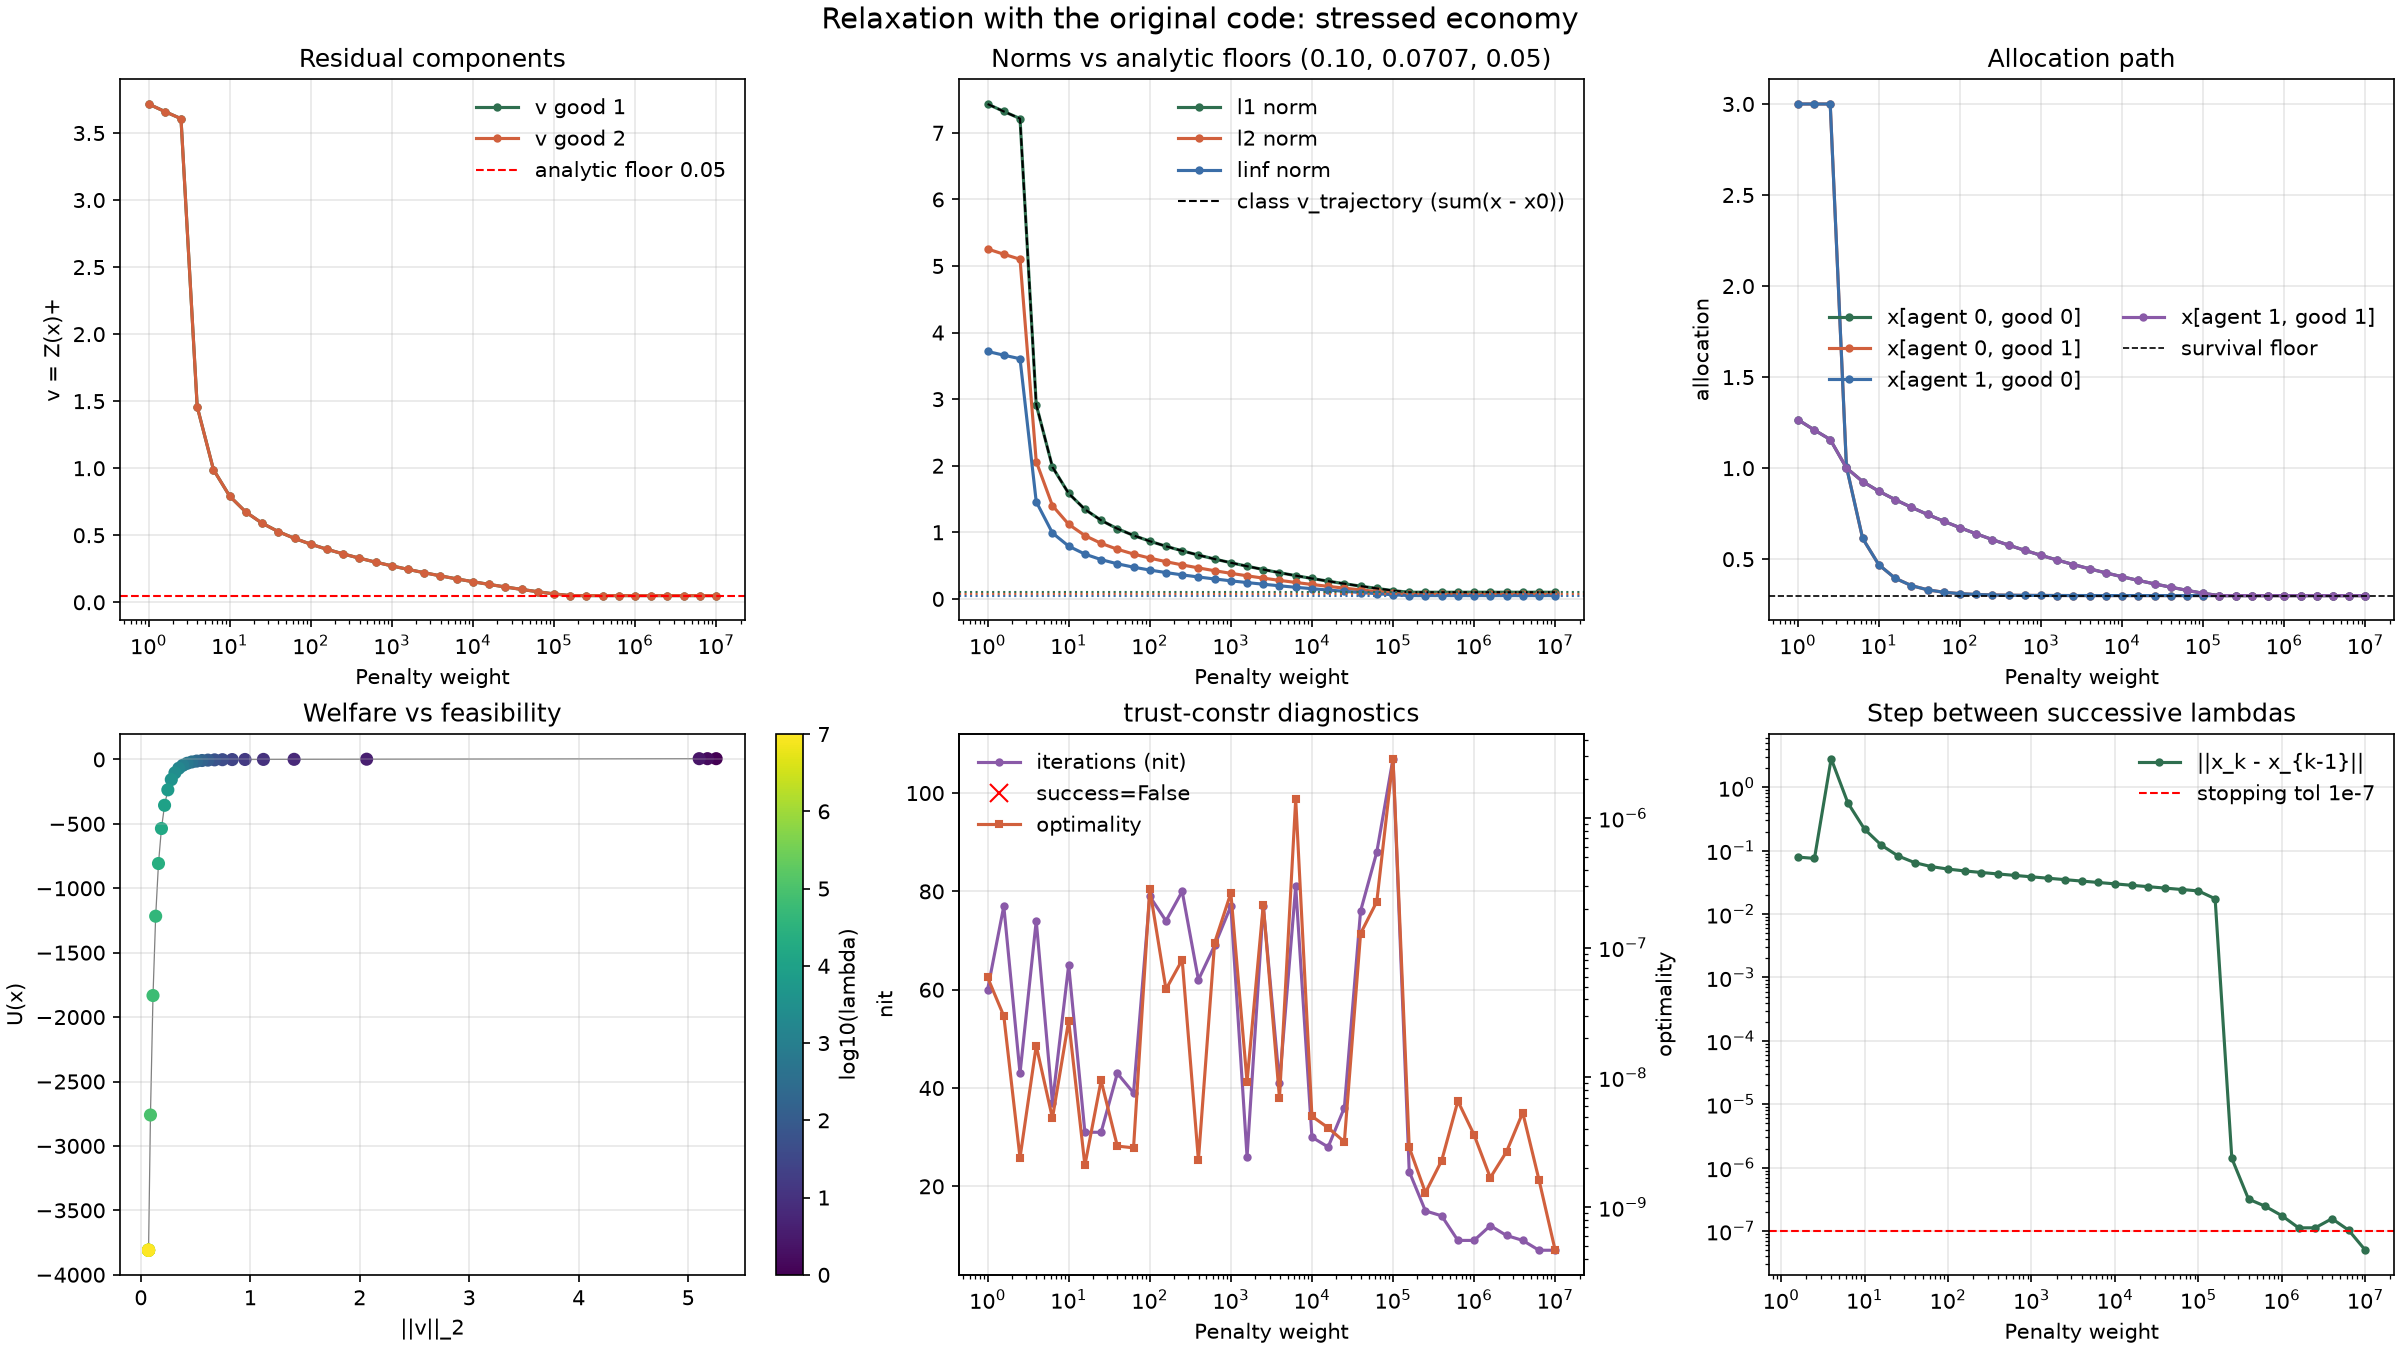 Relaxation with the original code: stressed economy
Residual components
v = Z(x)+
3.5
3.0
2.5
2.0
1.5
1.0
0.5
0.0
v good 1
v good 2
analytic floor 0.05
10^0 10^1 10^2 10^3 10^4 10^5 10^6 10^7
Penalty weight
Norms vs analytic floors (0.10, 0.0707, 0.05)
7
6
5
4
3
2
1
0
l1 norm
l2 norm
linf norm
class v_trajectory (sum(x - x0))
10^0 10^1 10^2 10^3 10^4 10^5 10^6 10^7
Penalty weight
Allocation path
allocation
3.0
2.5
2.0
1.5
1.0
0.5
x[agent 0, good 0]
x[agent 0, good 1]
x[agent 1, good 0]
x[agent 1, good 1]
survival floor
10^0 10^1 10^2 10^3 10^4 10^5 10^6 10^7
Penalty weight
Welfare vs feasibility
U(x)
0
−500
−1000
−1500
−2000
−2500
−3000
−3500
−4000
0 1 2 3 4 5
||v||_2
7
6
5
4
3
2
1
0
log10(lambda)
trust-constr diagnostics
nit
100
80
60
40
20
iterations (nit)
success=False
optimality
10^−6
10^−7
10^−8
10^−9
optimality
10^0 10^1 10^2 10^3 10^4 10^5 10^6 10^7
Penalty weight
Step between successive lambdas
10^0
10^−1
10^−2
10^−3
10^−4
10^−5
10^−6
10^−7
||x_k - x_{k-1}||
stopping tol 1e-7
10^0 10^1 10^2 10^3 10^4 10^5 10^6 10^7
Penalty weight